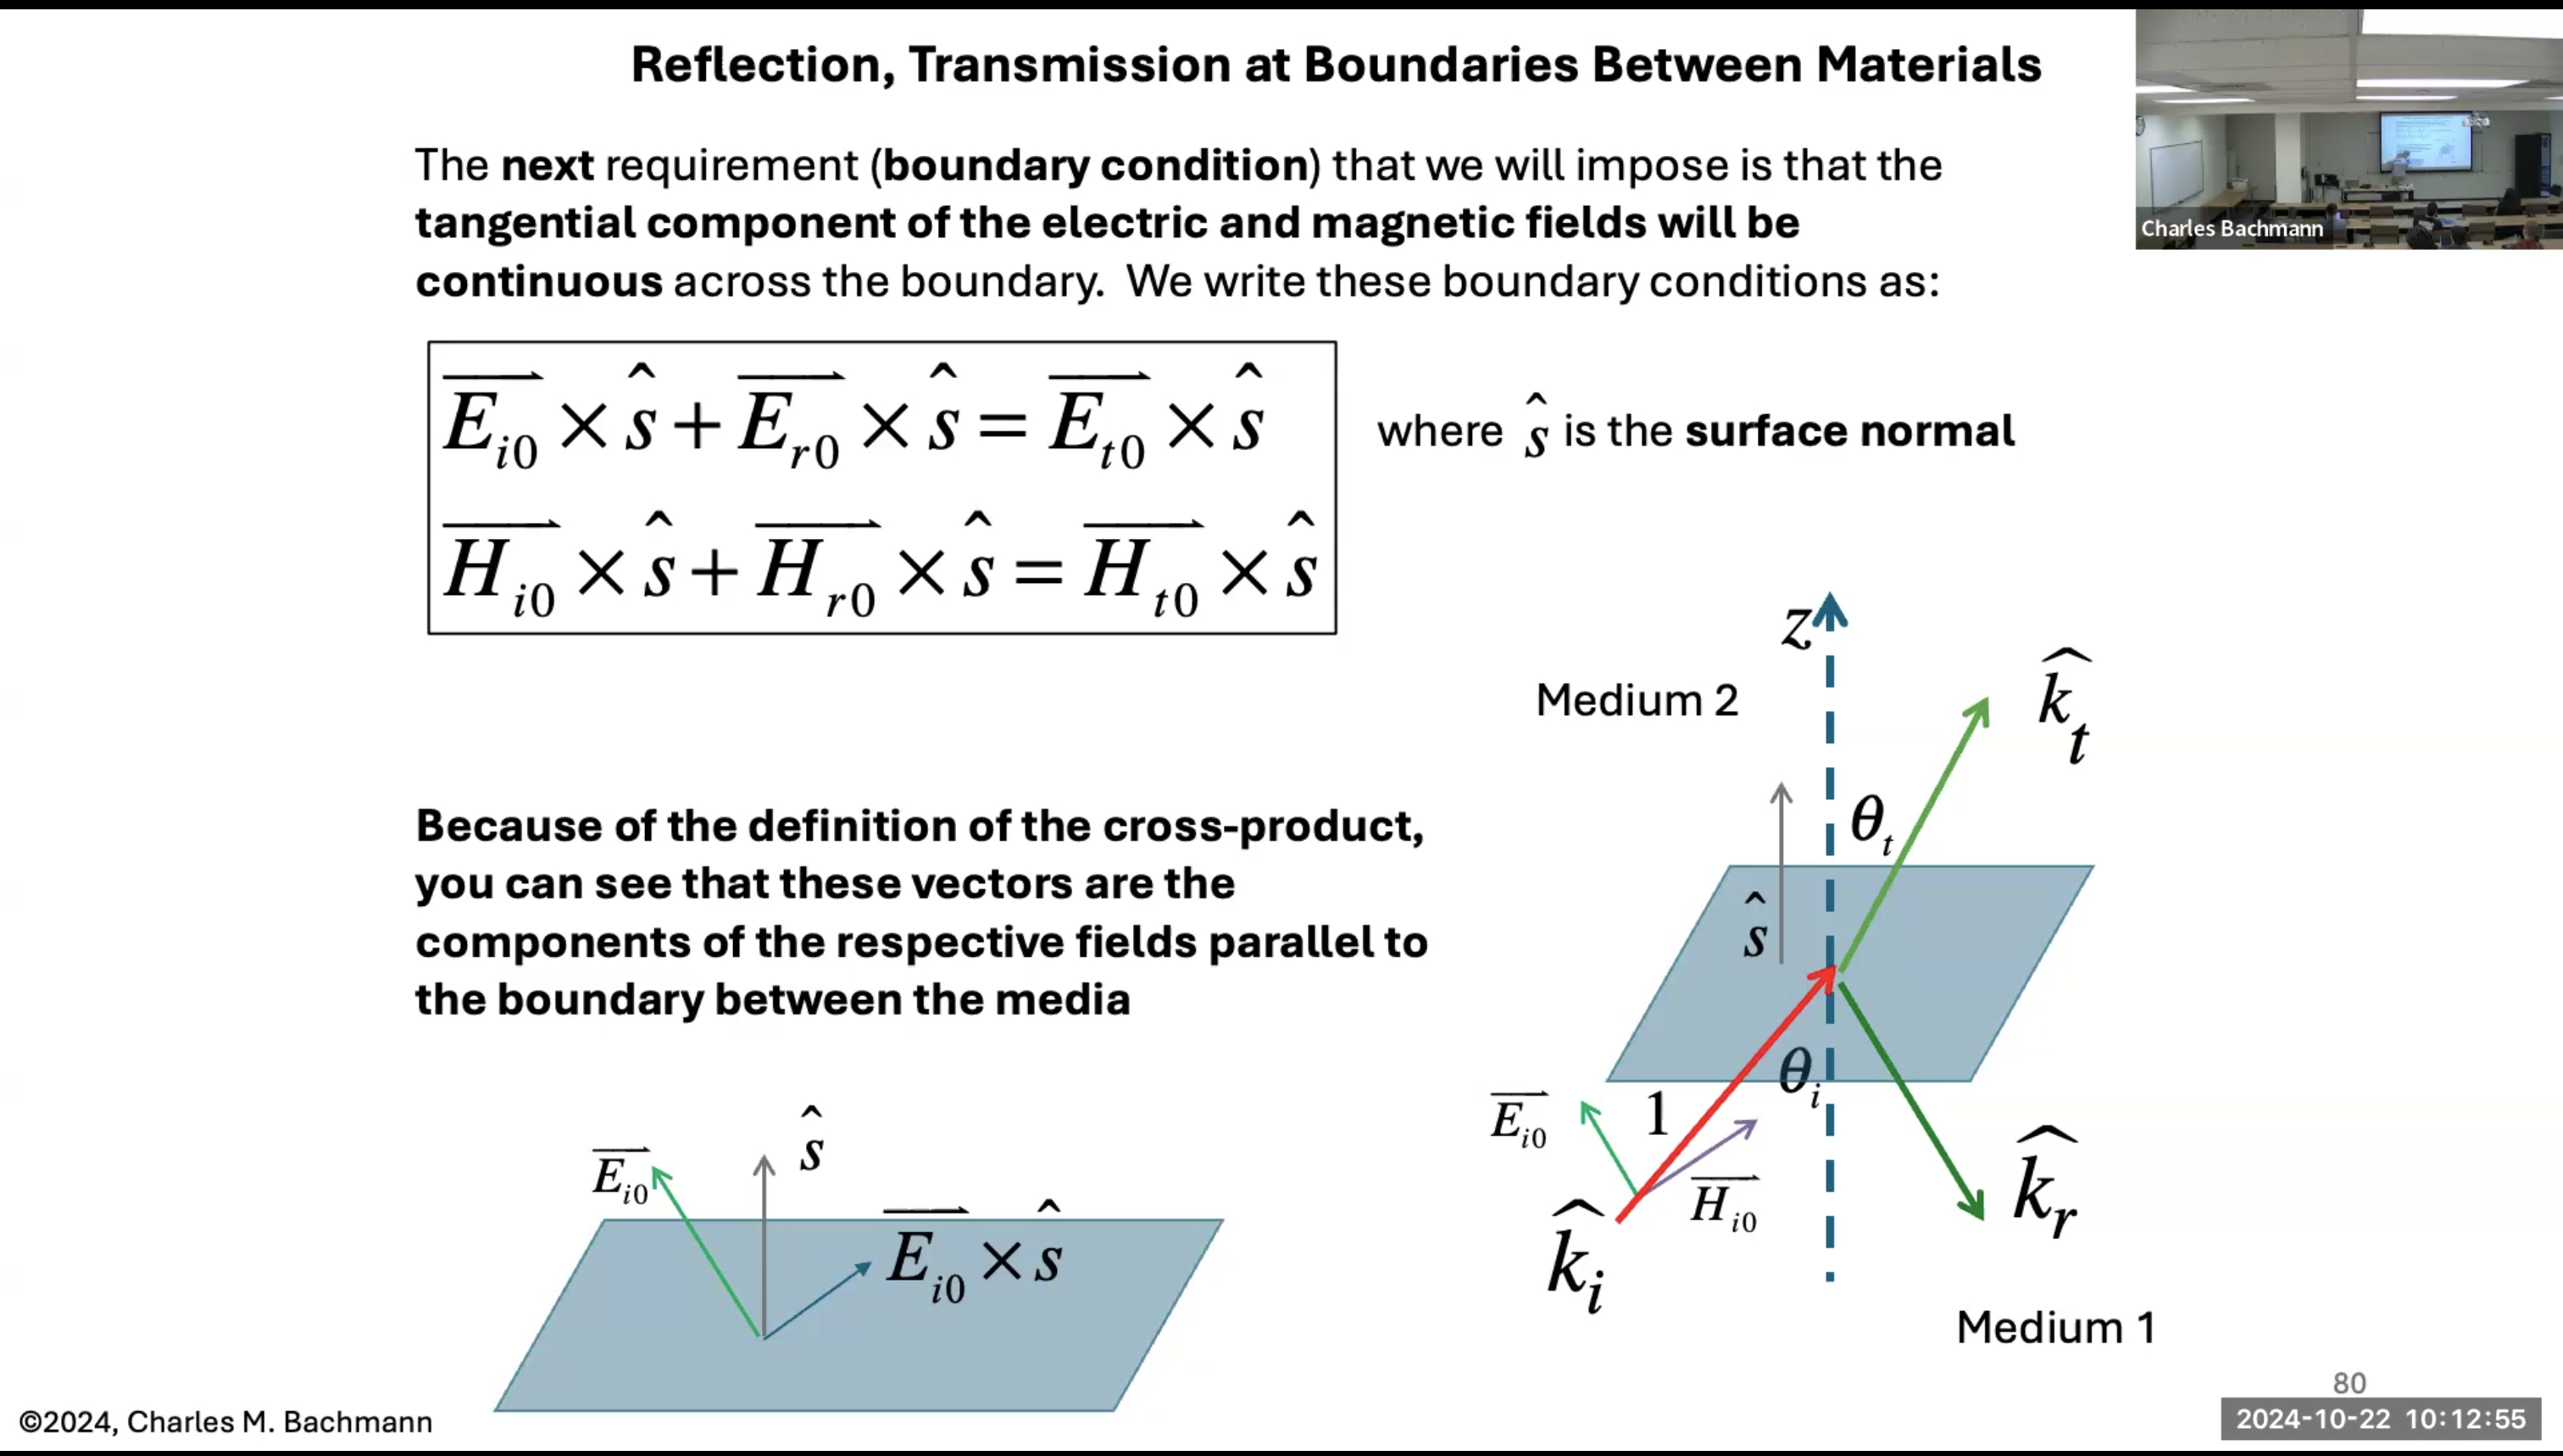 Reflection, Transmission at Boundaries Between Materials
Charles Bachmann
The next requirement (boundary condition) that we will impose is that the
tangential component of the electric and magnetic fields will be
continuous across the boundary. We write these boundary conditions as:
$\overrightarrow{E_{i0}} \times \hat{s} + \overrightarrow{E_{r0}} \times \hat{s} = \overrightarrow{E_{t0}} \times \hat{s}$ where $\hat{s}$ is the surface normal
$\overrightarrow{H_{i0}} \times \hat{s} + \overrightarrow{H_{r0}} \times \hat{s} = \overrightarrow{H_{t0}} \times \hat{s}$
Because of the definition of the cross-product,
you can see that these vectors are the
components of the respective fields parallel to
the boundary between the media
$\overrightarrow{E_{i0}}$
$\hat{s}$
$\overrightarrow{E_{i0}} \times \hat{s}$
z
Medium 2
$\widehat{k}_t$
$\theta_t$
$\hat{s}$
$\theta_i$
$\overrightarrow{E_{i0}}$
1
$\overrightarrow{H_{i0}}$
$\widehat{k_i}$
$\widehat{k_r}$
Medium 1
80
©2024, Charles M. Bachmann
2024-10-22 10:12:55